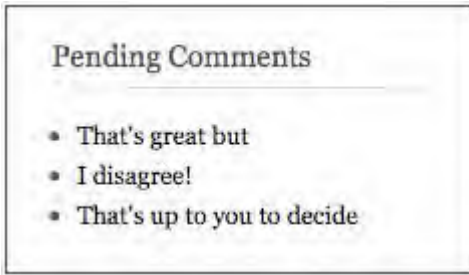 Pending Comments
That's great but
I disagree!
That's up to you to decide